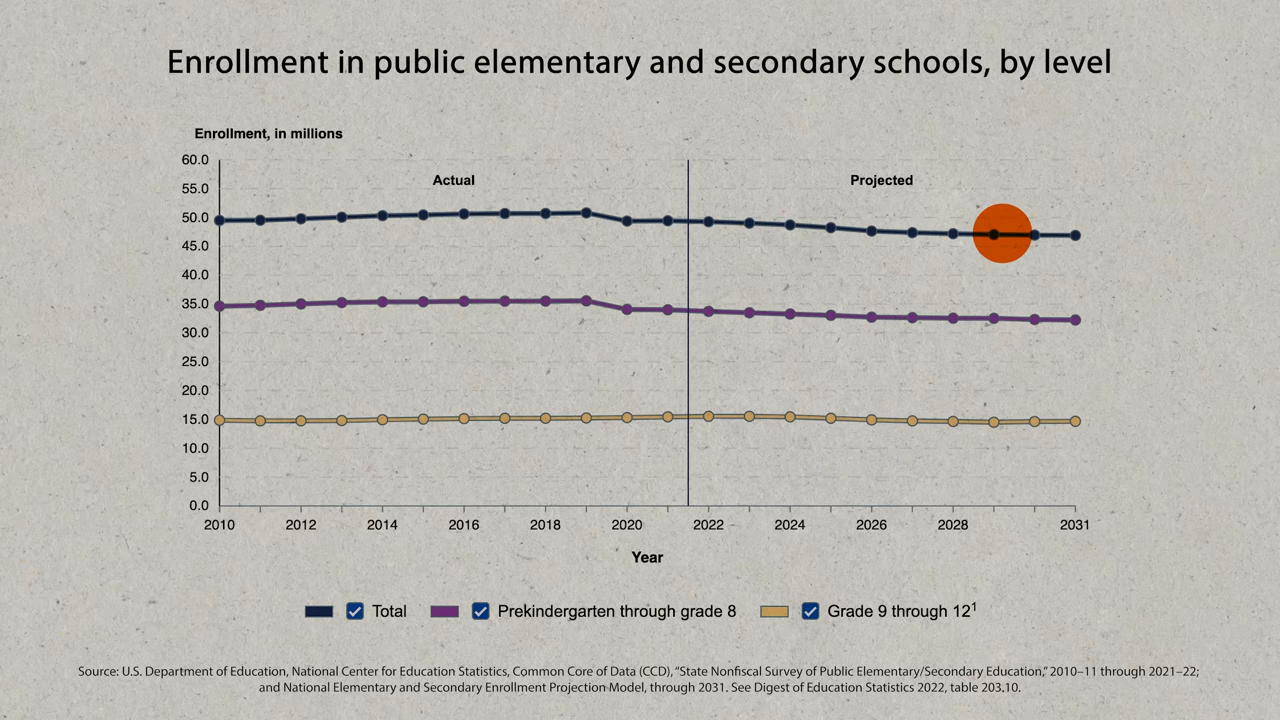 Enrollment in public elementary and secondary schools, by level
Enrollment, in millions
60.0
Actual
Projected
55.0
50.0
45.0
40.0
35.0
30.0
25.0
20.0
15.0
10.0
5.0
0.0
2010 2012 2014 2016 2018 2020 2022 2024 2026 2028 2031
Year
Total Prekindergarten through grade 8 Grade 9 through 12¹
Source: U.S. Department of Education, National Center for Education Statistics, Common Core of Data (CCD), “State Nonfiscal Survey of Public Elementary/Secondary Education,” 2010–11 through 2021–22;
and National Elementary and Secondary Enrollment Projection Model, through 2031. See Digest of Education Statistics 2022, table 203.10.